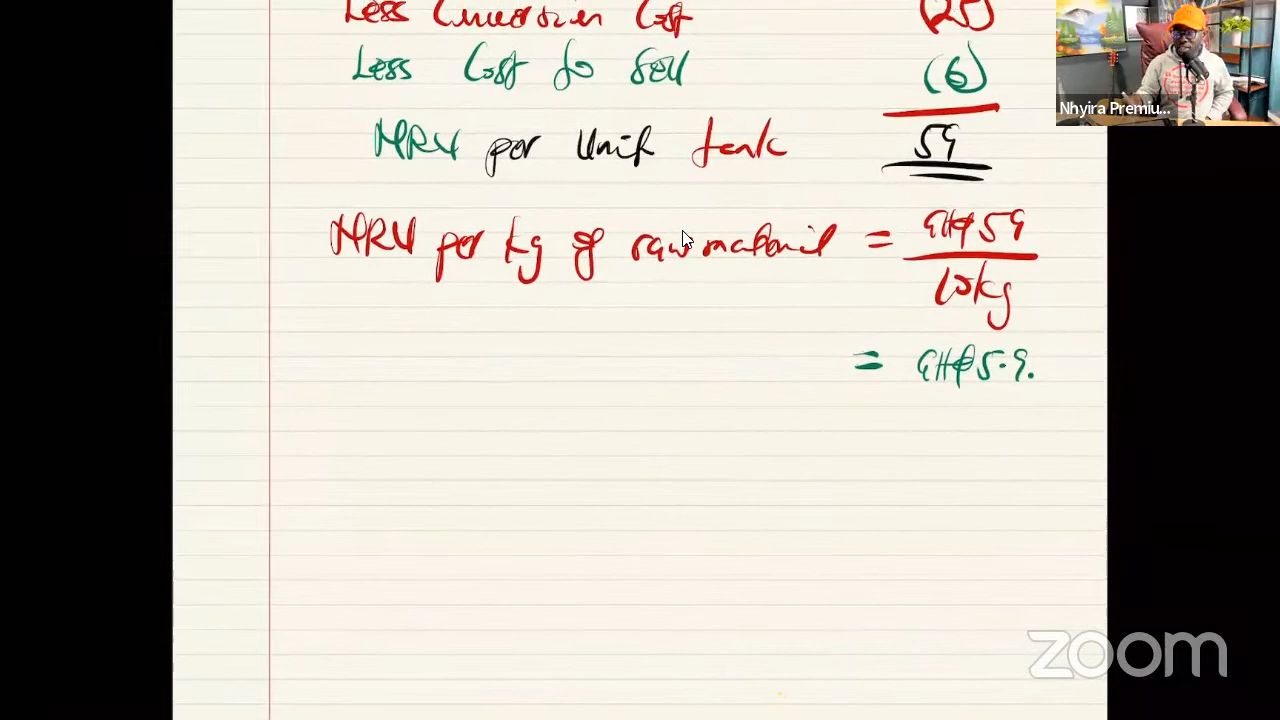 Less Conversion Cost (25)
Less Cost to Sell (6)
NRV per Unit tank 59
NRV per kg of raw material = GH₵59
10kg
= GH₵5.9.
Nhyira Premiu...
zoom